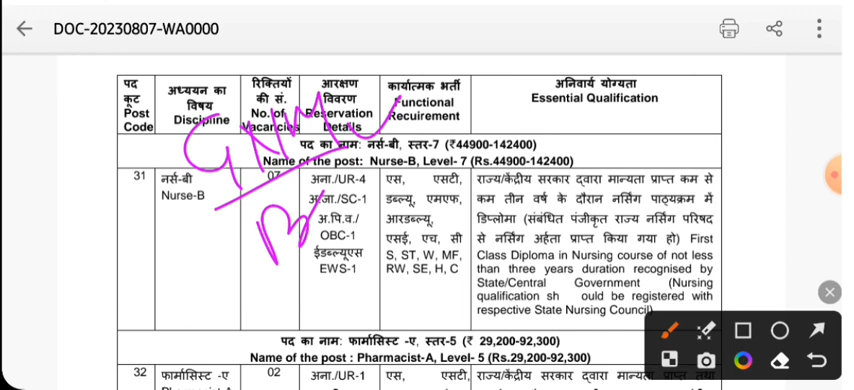 DOC-20230807-WA0000
पद कूट Post Code
अध्ययन का विषय Discipline
रिक्तियों की सं. No. of Vacancies
आरक्षण विवरण Reservation Details
कार्यात्मक भर्ती Functional Recuirement
अनिवार्य योग्यता Essential Qualification
पद का नाम: नर्स-बी, स्तर-7 (₹44900-142400)
Name of the post: Nurse-B, Level- 7 (Rs.44900-142400)
31
नर्स-बी
Nurse-B
07
अना./UR-4
अ.जा./SC-1
अ.पि.व./
OBC-1
ईडब्ल्यूएस
EWS-1
एस, एसटी,
डब्ल्यू, एमएफ,
आरडब्ल्यू,
एसई, एच, सी
S, ST, W, MF,
RW, SE, H, C
राज्य/केंद्रीय सरकार द्वारा मान्यता प्राप्त कम से
कम तीन वर्ष के दौरान नर्सिंग पाठ्यक्रम में
डिप्लोमा (संबंधित पंजीकृत राज्य नर्सिंग परिषद
से नर्सिंग अर्हता प्राप्त किया गया हो) First
Class Diploma in Nursing course of not less
than three years duration recognised by
State/Central Government (Nursing
qualification sh ould be registered with
respective State Nursing Council)
GNM
B
पद का नाम: फार्मासिस्ट -ए, स्तर-5 (₹ 29,200-92,300)
Name of the post : Pharmacist-A, Level- 5 (Rs.29,200-92,300)
32
फार्मासिस्ट -ए
02
अना./UR-1
एस, एसटी,
राज्य/केंद्रीय सरकार द्वारा मान्यता प्राप्त